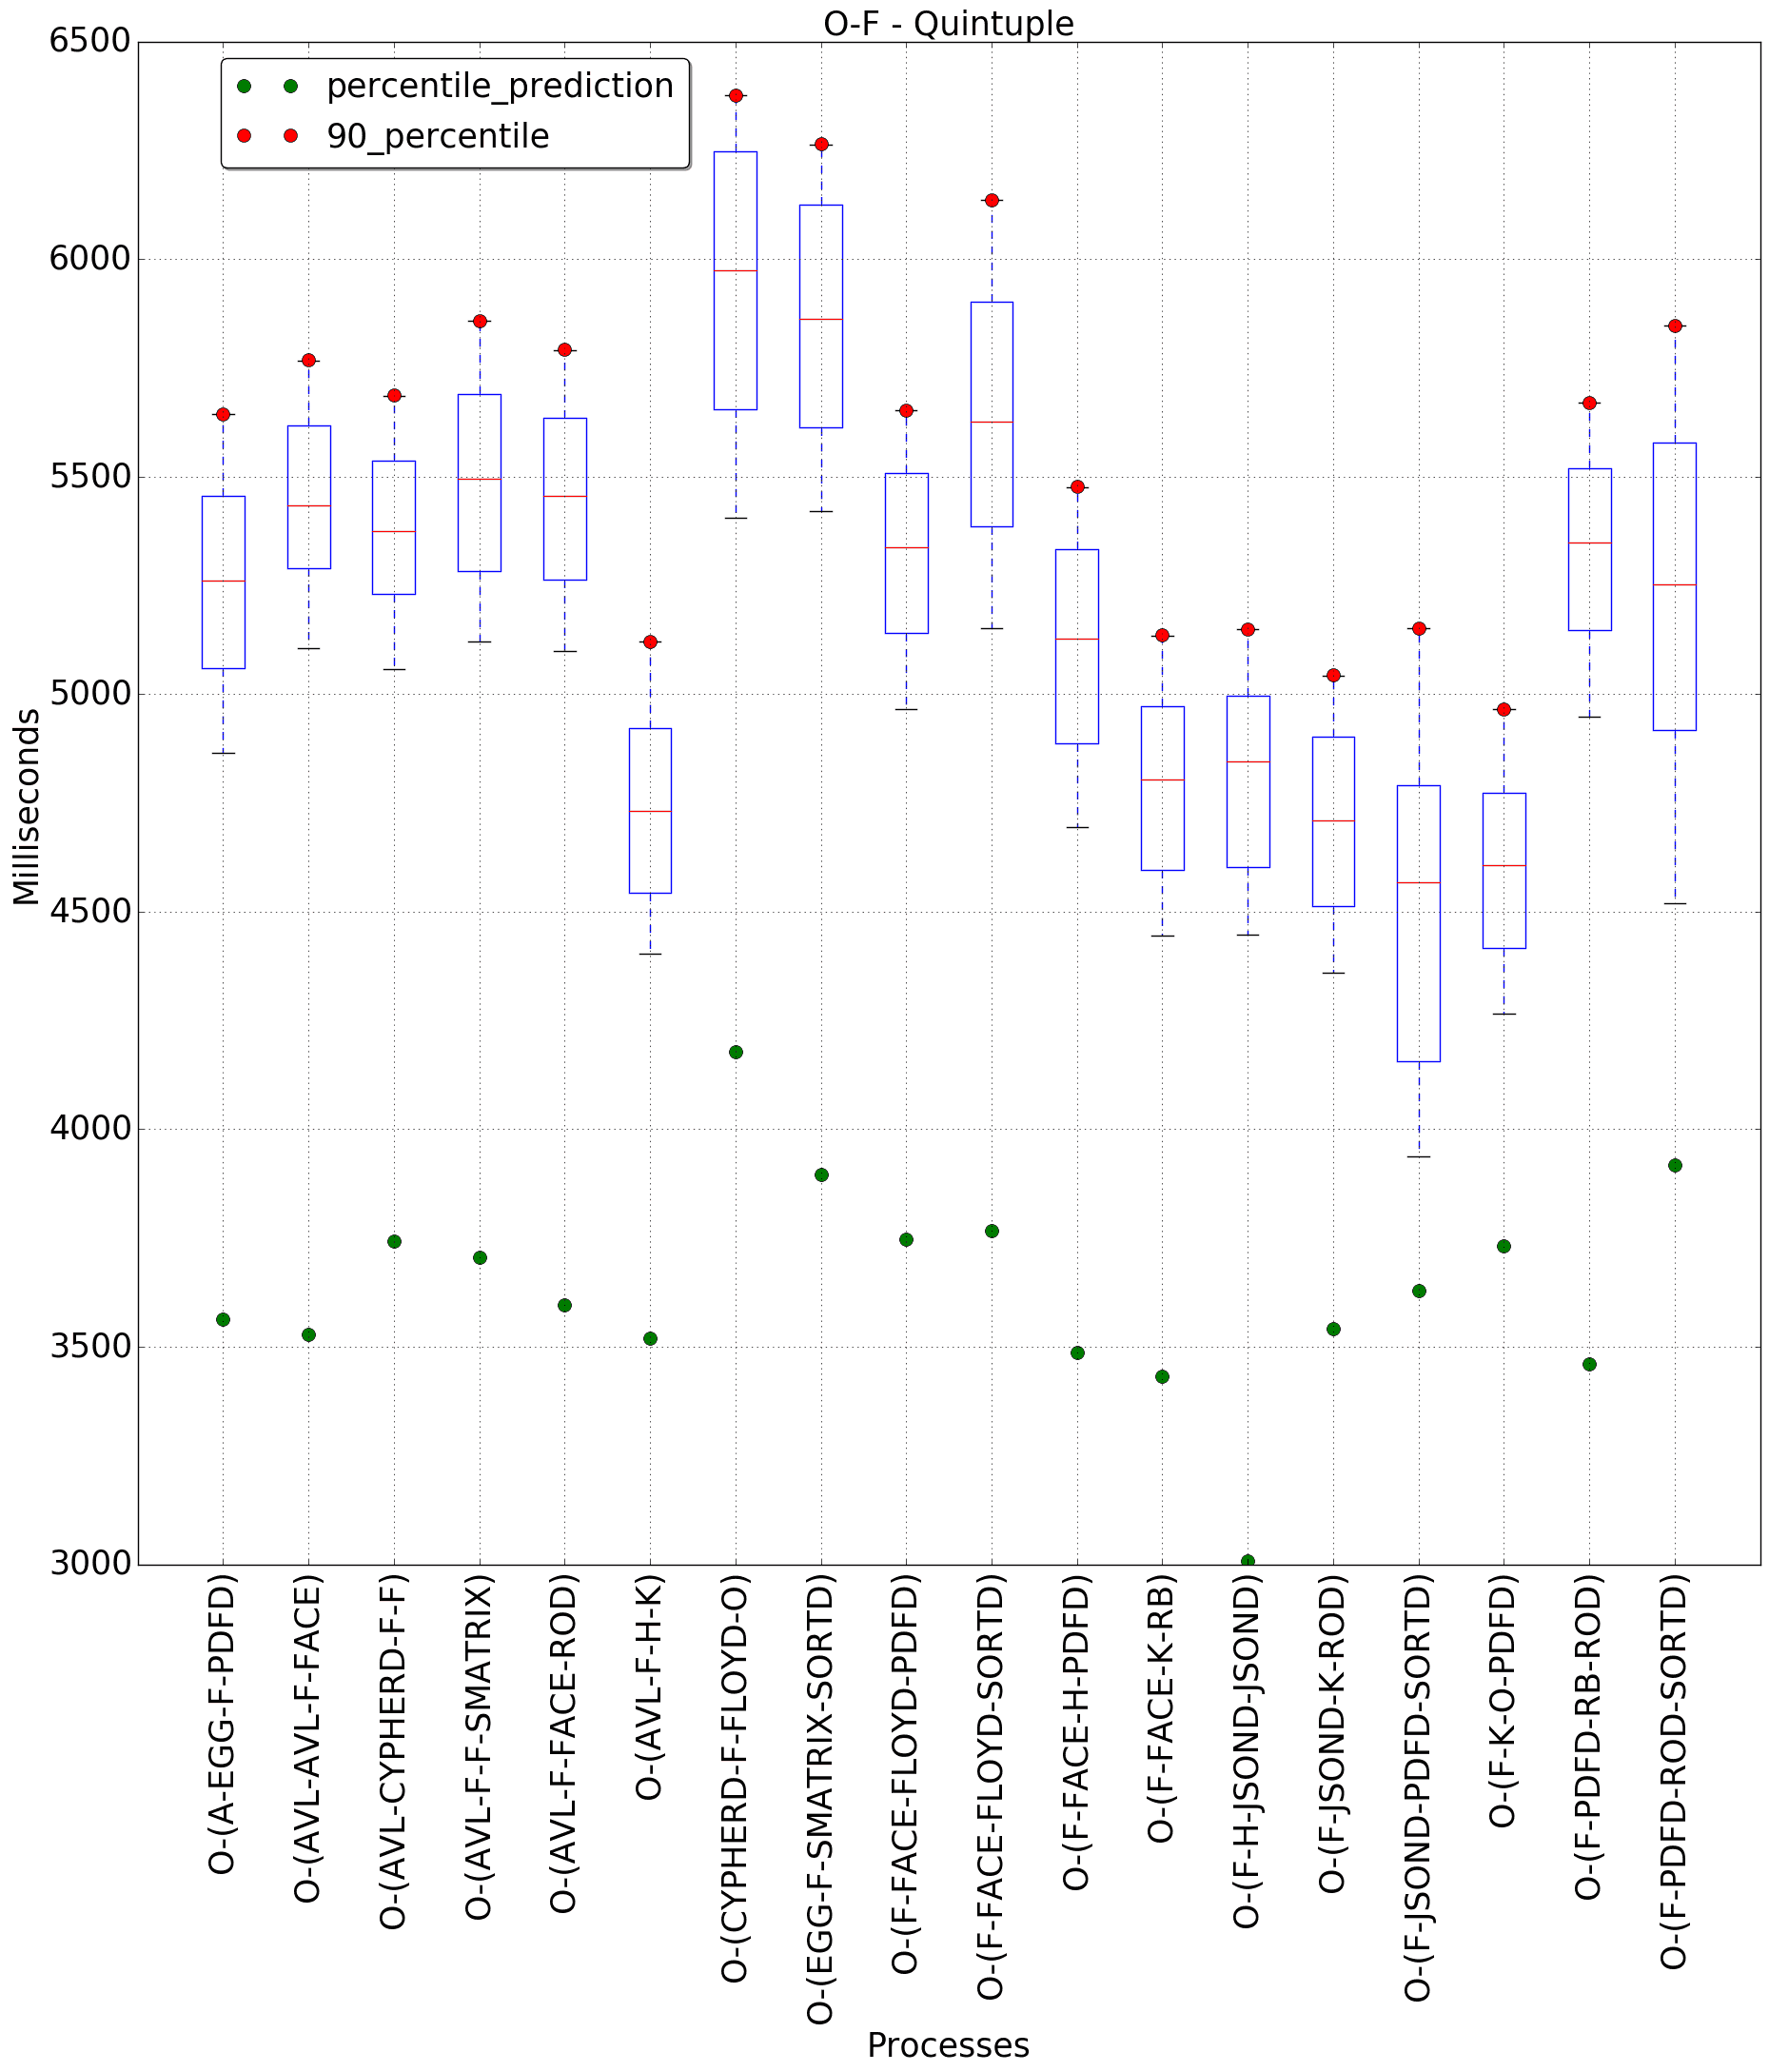 O-F - Quintuple
percentile_prediction
90_percentile
6500
6000
5500
5000
4500
4000
3500
3000
Milliseconds
O-(A-EGG-F-PDFD)
O-(AVL-AVL-F-FACE)
O-(AVL-CYPHERD-F-F)
O-(AVL-F-F-SMATRIX)
O-(AVL-F-FACE-ROD)
O-(AVL-F-H-K)
O-(CYPHERD-F-FLOYD-O)
O-(EGG-F-SMATRIX-SORTD)
O-(F-FACE-FLOYD-PDFD)
O-(F-FACE-FLOYD-SORTD)
O-(F-FACE-H-PDFD)
O-(F-FACE-K-RB)
O-(F-H-JSOND-JSOND)
O-(F-JSOND-K-ROD)
O-(F-JSOND-PDFD-SORTD)
O-(F-K-O-PDFD)
O-(F-PDFD-RB-ROD)
O-(F-PDFD-ROD-SORTD)
Processes